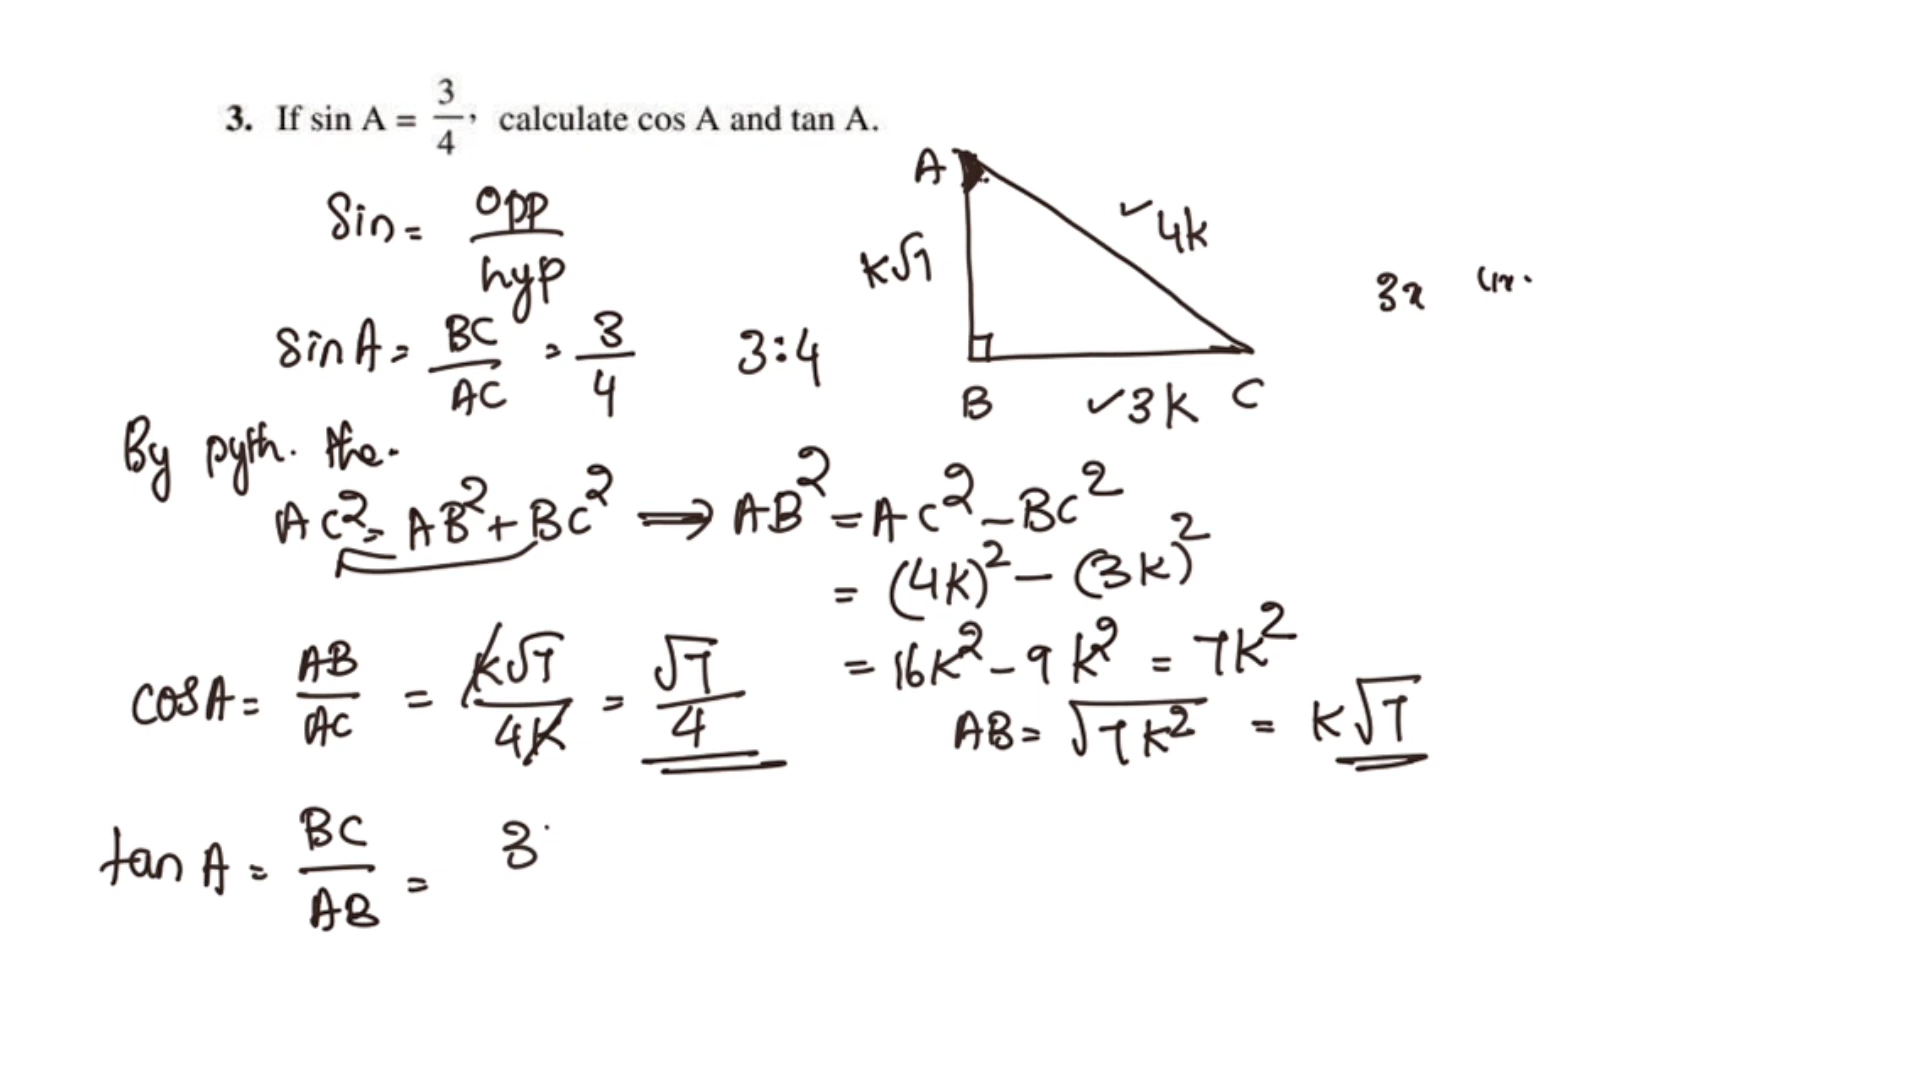 3. If sin A = 3/4, calculate cos A and tan A.
Sin = opp/hyp
A
4k
k√7
3x 4x.
Sin A = BC/AC = 3/4
3:4
B
3k
C
By pyth. the.
AC² = AB² + BC² ⟹ AB² = AC² - BC²
= (4k)² - (3k)²
= 16k² - 9k² = 7k²
AB = √7k² = k√7
cos A = AB/AC = k√7/4k = √7/4
tan A = BC/AB = 3